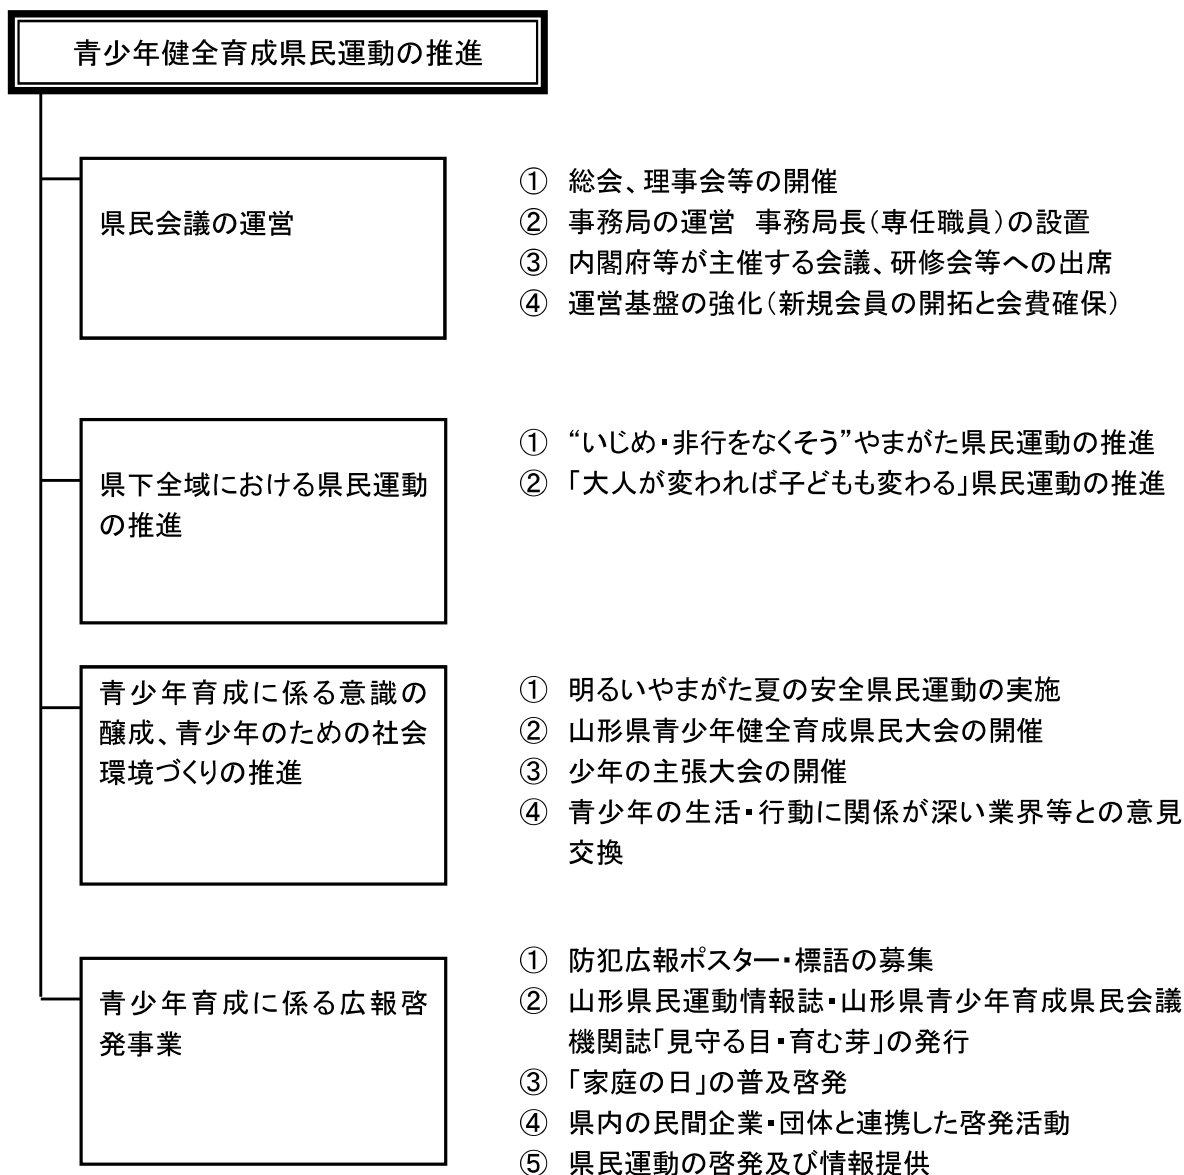 青少年健全育成県民運動の推進
県民会議の運営
① 総会、理事会等の開催
② 事務局の運営 事務局長(専任職員)の設置
③ 内閣府等が主催する会議、研修会等への出席
④ 運営基盤の強化(新規会員の開拓と会費確保)
県下全域における県民運動
の推進
① “いじめ・非行をなくそう”やまがた県民運動の推進
② 「大人が変われば子どもも変わる」県民運動の推進
青少年育成に係る意識の
醸成、青少年のための社会
環境づくりの推進
① 明るいやまがた夏の安全県民運動の実施
② 山形県青少年健全育成県民大会の開催
③ 少年の主張大会の開催
④ 青少年の生活・行動に関係が深い業界等との意見
交換
青少年育成に係る広報啓
発事業
① 防犯広報ポスター・標語の募集
② 山形県民運動情報誌・山形県青少年育成県民会議
機関誌「見守る目・育む芽」の発行
③ 「家庭の日」の普及啓発
④ 県内の民間企業・団体と連携した啓発活動
⑤ 県民運動の啓発及び情報提供